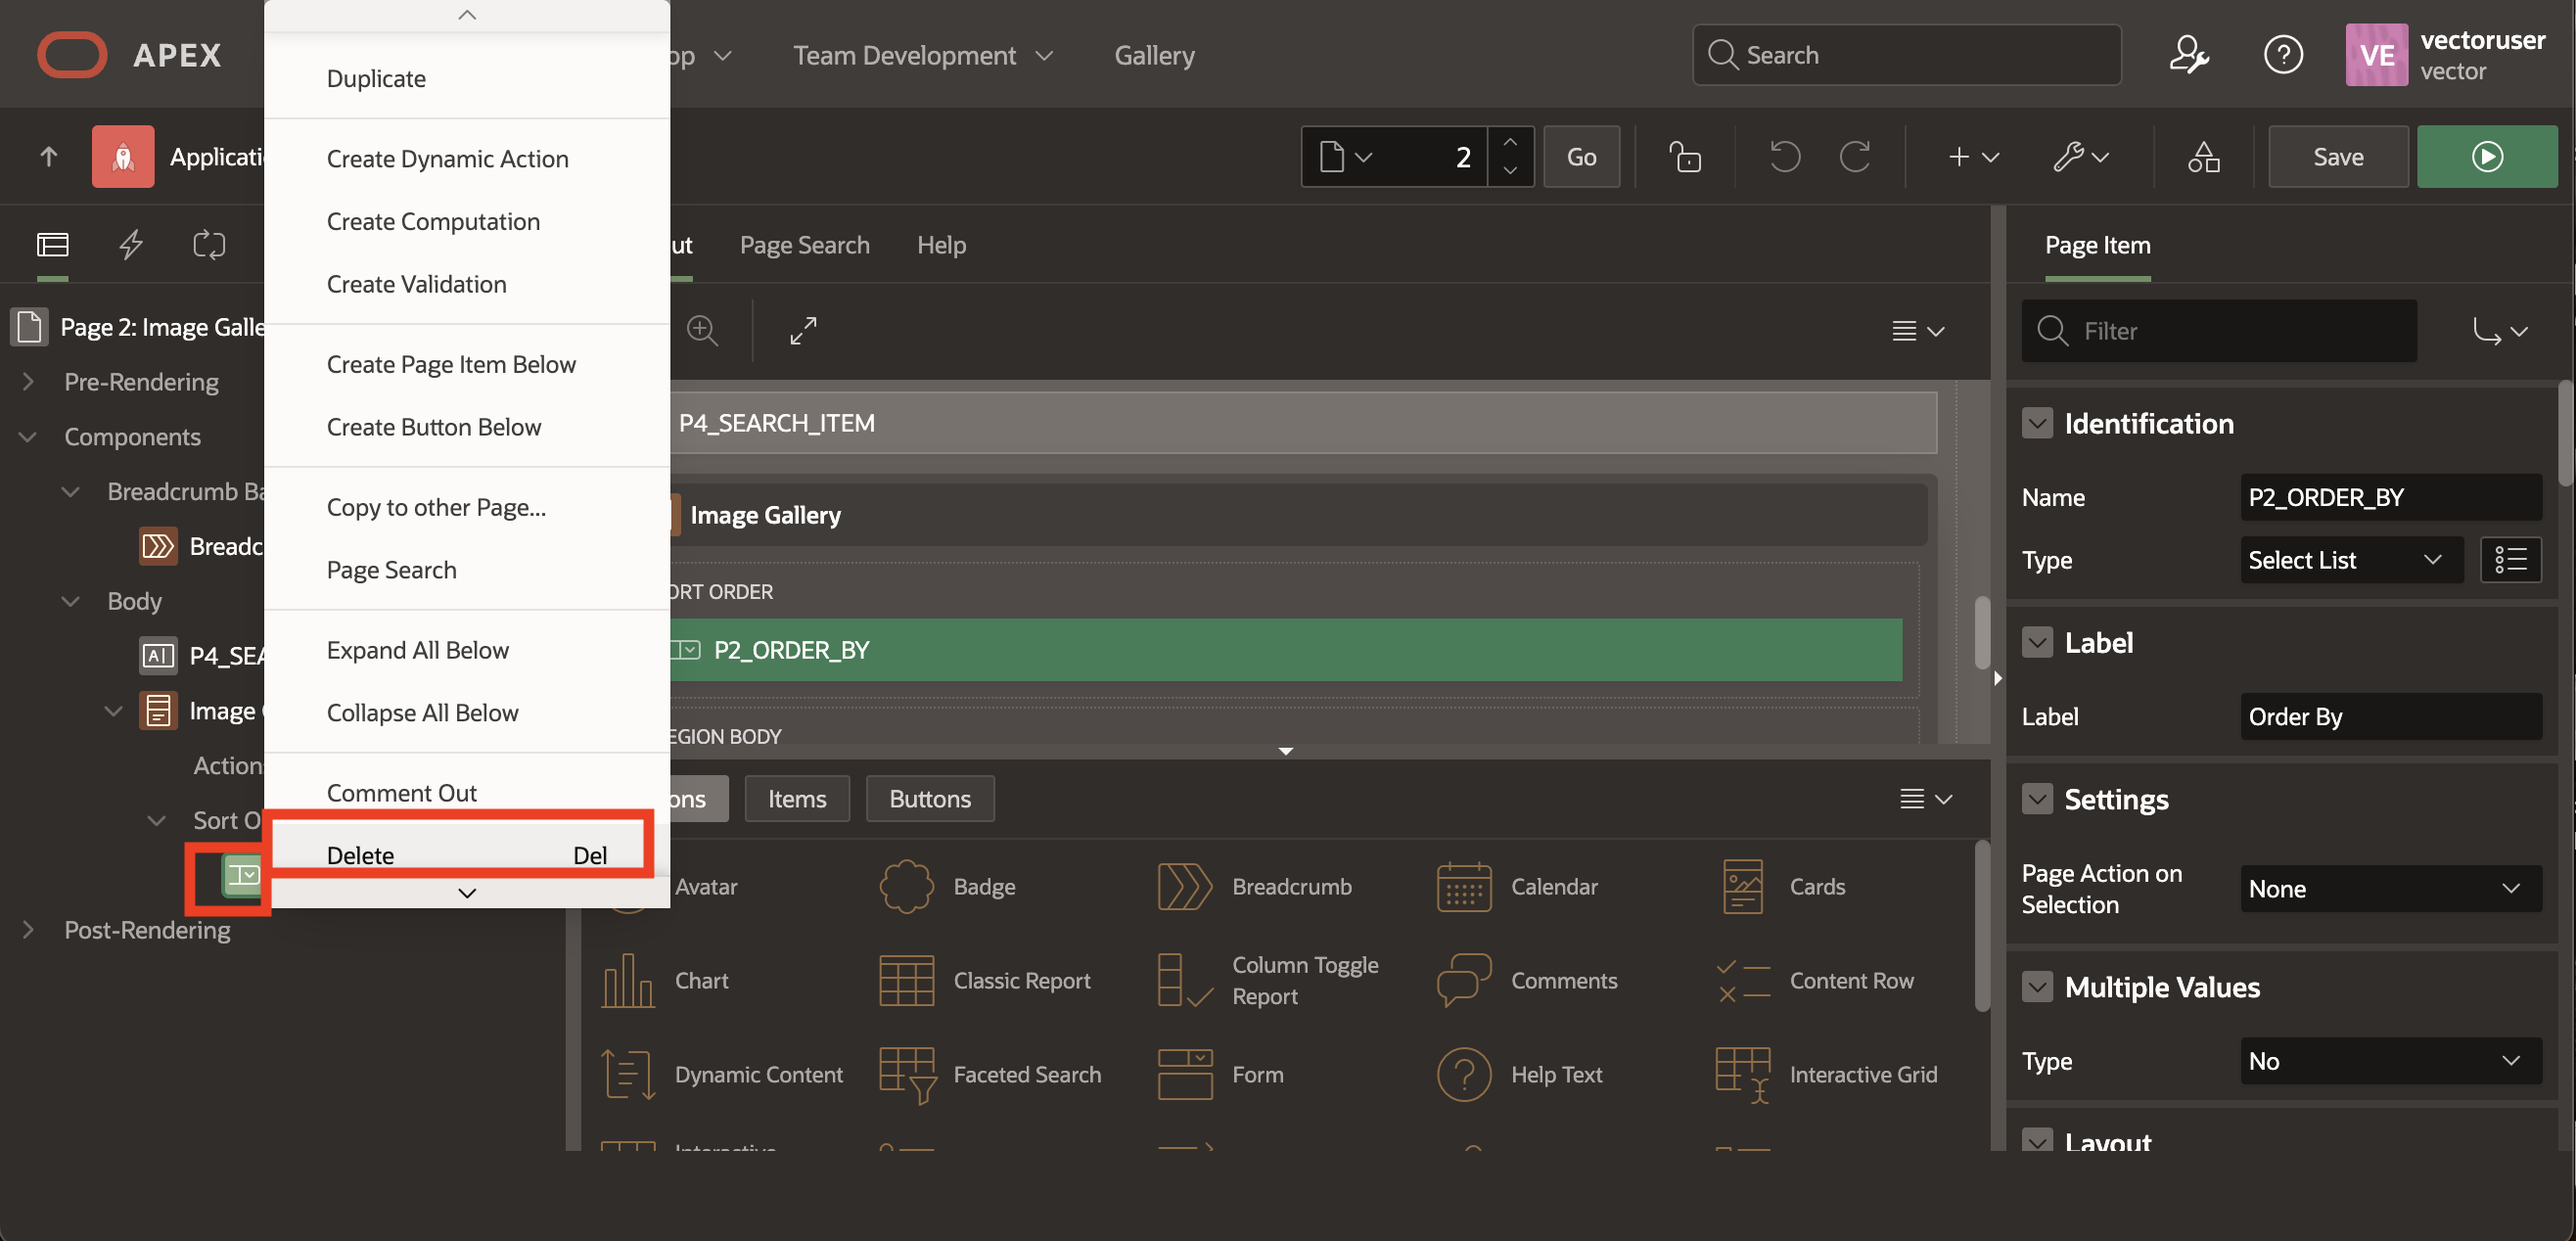 APEX
pp
Team Development
Gallery
Search
VE
vectoruser
vector
Applicati
2
Go
Save
Duplicate
Create Dynamic Action
Create Computation
Create Validation
Create Page Item Below
Create Button Below
Copy to other Page...
Page Search
Expand All Below
Collapse All Below
Comment Out
Delete Del
Page 2: Image Galle
Pre-Rendering
Components
Breadcrumb Ba
Breadc
Body
AI P4_SEA
Image
Action
Sort O
Post-Rendering
ut
Page Search
Help
P4_SEARCH_ITEM
Image Gallery
ORT ORDER
P2_ORDER_BY
EGION BODY
ons
Items
Buttons
Avatar
Badge
Breadcrumb
Calendar
Cards
Chart
Classic Report
Column Toggle
Report
Comments
Content Row
Dynamic Content
Faceted Search
Form
Help Text
Interactive Grid
Interactive
Page Item
Filter
Identification
Name P2_ORDER_BY
Type Select List
Label
Label Order By
Settings
Page Action on
Selection
None
Multiple Values
Type No
Layout